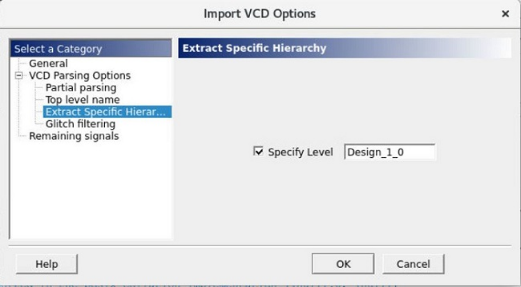 Import VCD Options
×
Select a Category
General
VCD Parsing Options
Partial parsing
Top level name
Extract Specific Hierar...
Glitch filtering
Remaining signals
Extract Specific Hierarchy
Specify Level Design_1_0
Help OK Cancel